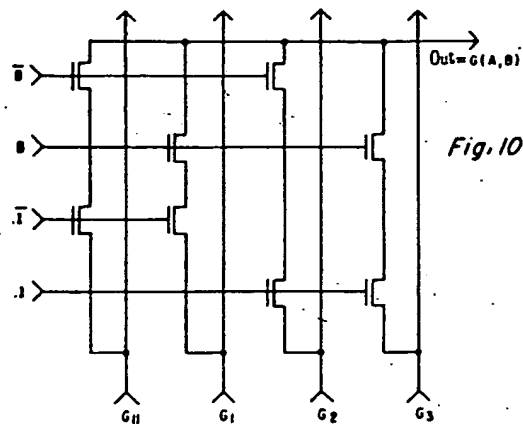 Out=G(A,B)
B̅
B
Fig. 10
A̅
A
G₀ G₁ G₂ G₃